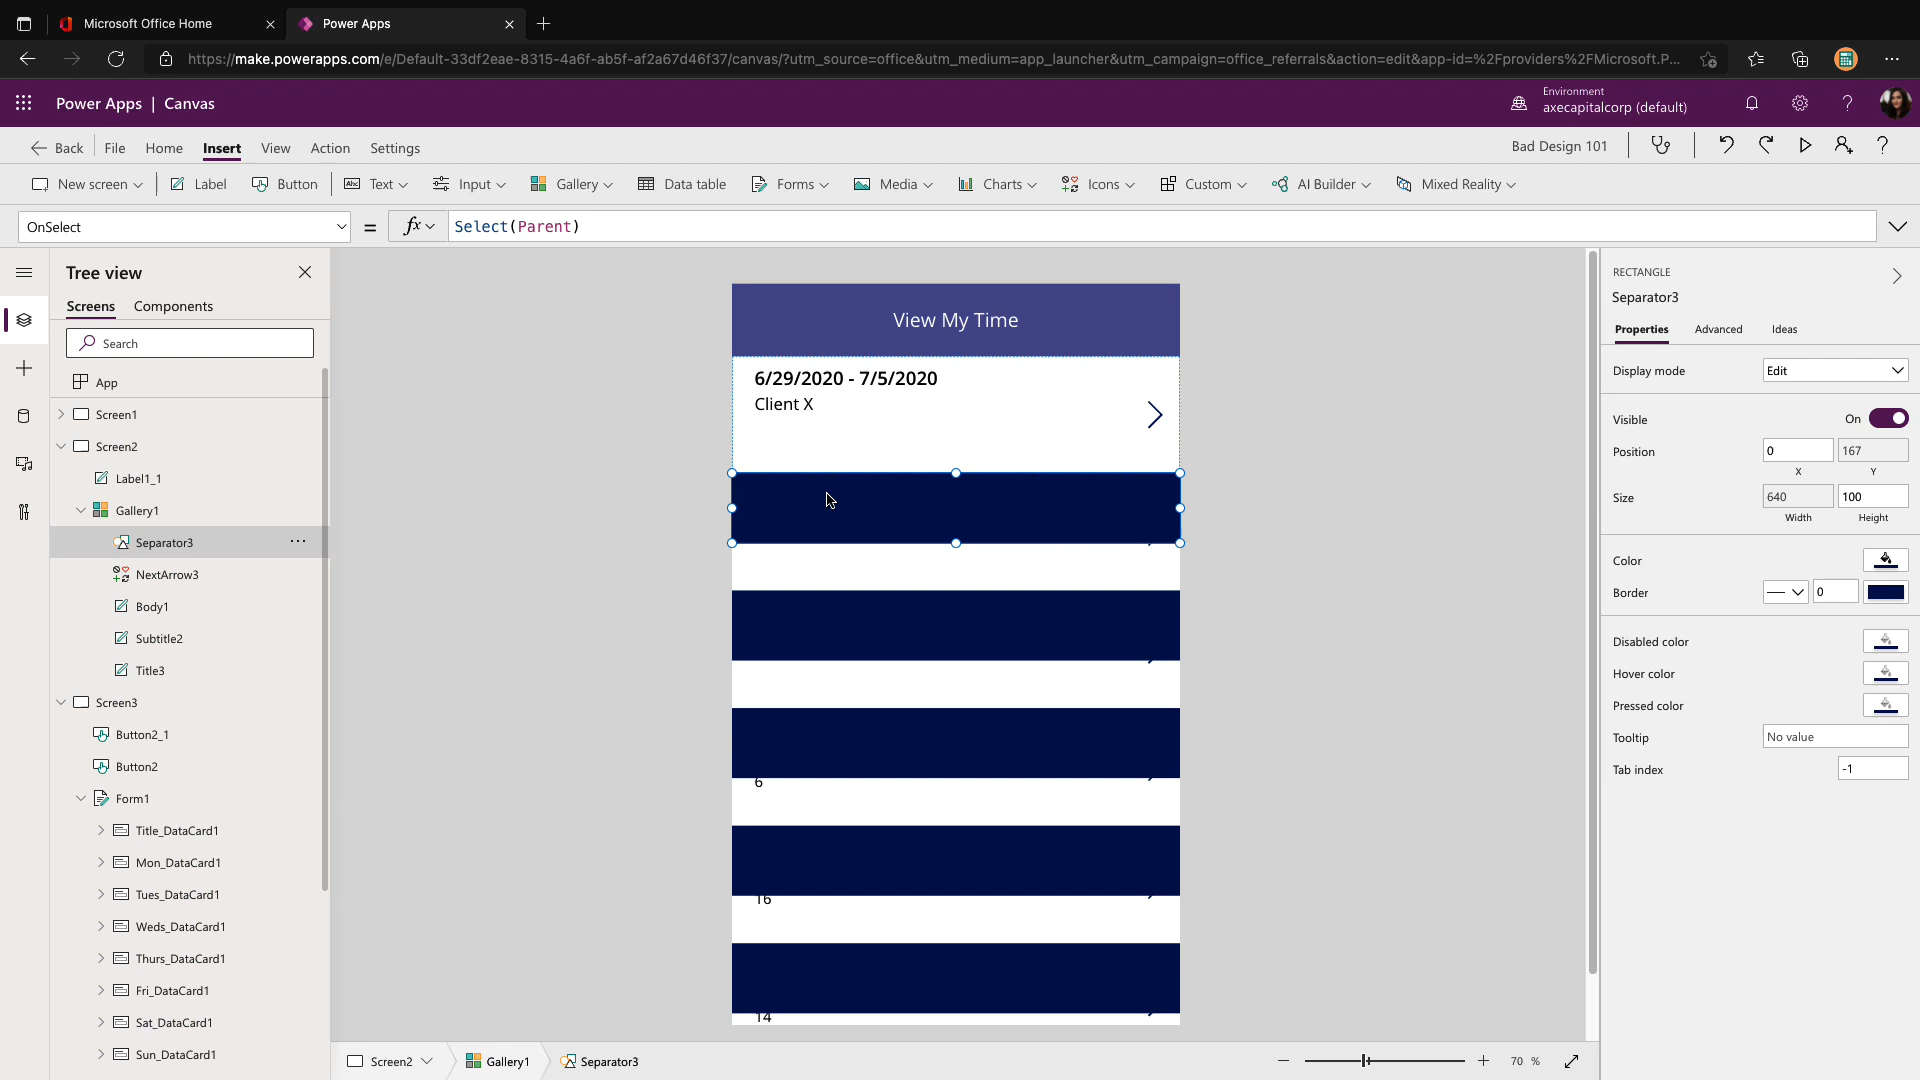 Microsoft Office Home
Power Apps
https://make.powerapps.com/e/Default-33df2eae-8315-4a6f-ab5f-af2a67d46f37/canvas/?utm_source=office&utm_medium=app_launcher&utm_campaign=office_referrals&action=edit&app-id=%2Fproviders%2FMicrosoft.P...
Power Apps | Canvas
Environment
axecapitalcorp (default)
Back File Home Insert View Action Settings
Bad Design 101
New screen Label Button Text Input Gallery Data table Forms Media Charts Icons Custom AI Builder Mixed Reality
OnSelect = fx Select(Parent)
Tree view
Screens Components
Search
App
Screen1
Screen2
Label1_1
Gallery1
Separator3
NextArrow3
Body1
Subtitle2
Title3
Screen3
Button2_1
Button2
Form1
Title_DataCard1
Mon_DataCard1
Tues_DataCard1
Weds_DataCard1
Thurs_DataCard1
Fri_DataCard1
Sat_DataCard1
Sun_DataCard1
View My Time
6/29/2020 - 7/5/2020
Client X
6
16
14
RECTANGLE
Separator3
Properties Advanced Ideas
Display mode Edit
Visible On
Position 0 167
X Y
Size 640 100
Width Height
Color
Border 0
Disabled color
Hover color
Pressed color
Tooltip No value
Tab index -1
Screen2 Gallery1 Separator3
70 %